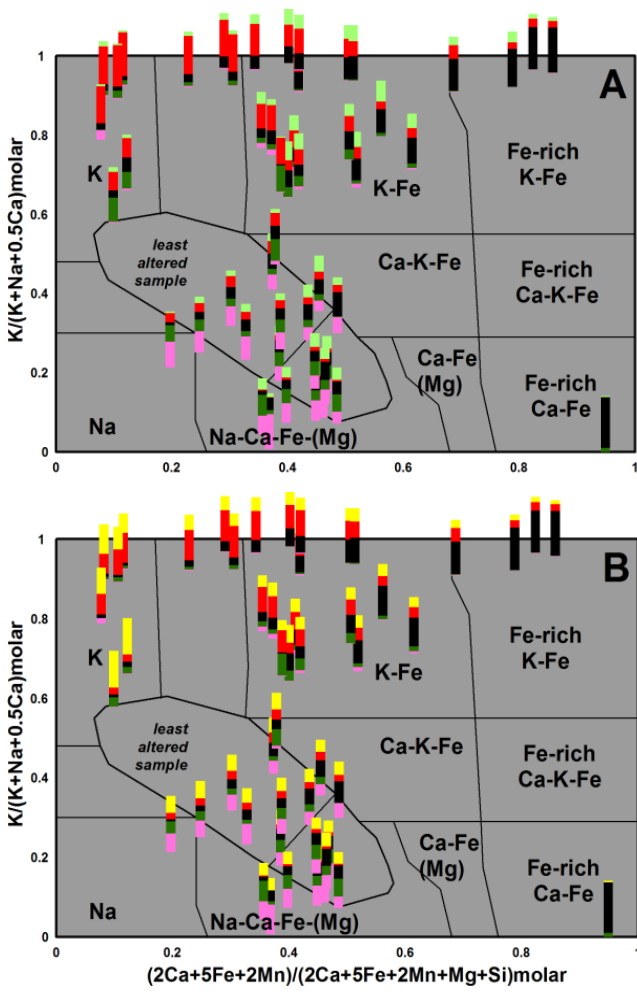 A
1
0.8
0.6
0.4
0.2
0
K/(K+Na+0.5Ca)molar
K
K-Fe
Fe-rich
K-Fe
least
altered
sample
Ca-K-Fe
Fe-rich
Ca-K-Fe
Ca-Fe
(Mg)
Fe-rich
Ca-Fe
Na
Na-Ca-Fe-(Mg)
0 0.2 0.4 0.6 0.8 1
B
1
0.8
0.6
0.4
0.2
0
K/(K+Na+0.5Ca)molar
K
K-Fe
Fe-rich
K-Fe
least
altered
sample
Ca-K-Fe
Fe-rich
Ca-K-Fe
Ca-Fe
(Mg)
Fe-rich
Ca-Fe
Na
Na-Ca-Fe-(Mg)
0 0.2 0.4 0.6 0.8 1
(2Ca+5Fe+2Mn)/(2Ca+5Fe+2Mn+Mg+Si)molar